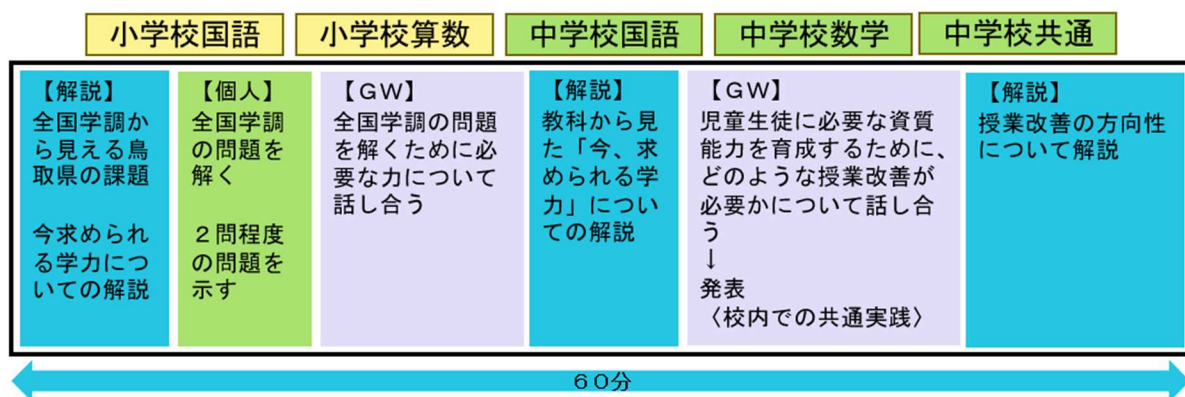 小学校国語
小学校算数
中学校国語
中学校数学
中学校共通
【解説】
全国学調か
ら見える鳥
取県の課題
今求められ
る学力につ
いての解説
【個人】
全国学調
の問題を
解く
２問程度
の問題を
示す
【ＧＷ】
全国学調の問題
を解くために必
要な力について
話し合う
【解説】
教科から見
た「今、求
められる学
力」につい
ての解説
【ＧＷ】
児童生徒に必要な資質
能力を育成するために、
どのような授業改善が
必要かについて話し合
う
↓
発表
〈校内での共通実践〉
【解説】
授業改善の方向性
について解説
６０分